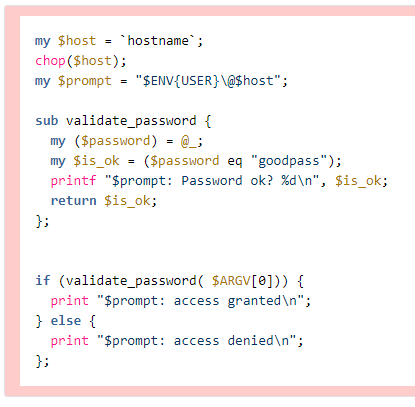 my $host = `hostname`;
chop($host);
my $prompt = "$ENV{USER}\@$host";
sub validate_password {
my ($password) = @_;
my $is_ok = ($password eq "goodpass");
printf "$prompt: Password ok? %d\n", $is_ok;
return $is_ok;
};
if (validate_password( $ARGV[0])) {
print "$prompt: access granted\n";
} else {
print "$prompt: access denied\n";
};